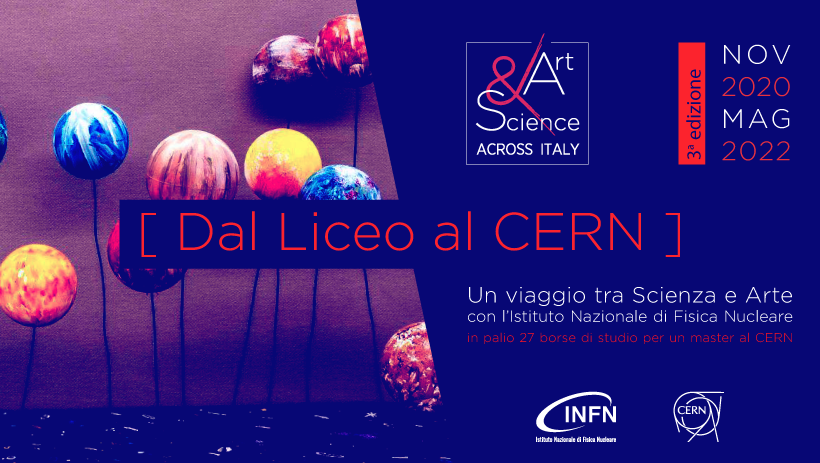 Art
&
Science
ACROSS ITALY
3ª edizione
NOV
2020
MAG
2022
[ Dal Liceo al CERN ]
Un viaggio tra Scienza e Arte
con l'Istituto Nazionale di Fisica Nucleare
in palio 27 borse di studio per un master al CERN
INFN
Istituto Nazionale di Fisica Nucleare
CERN